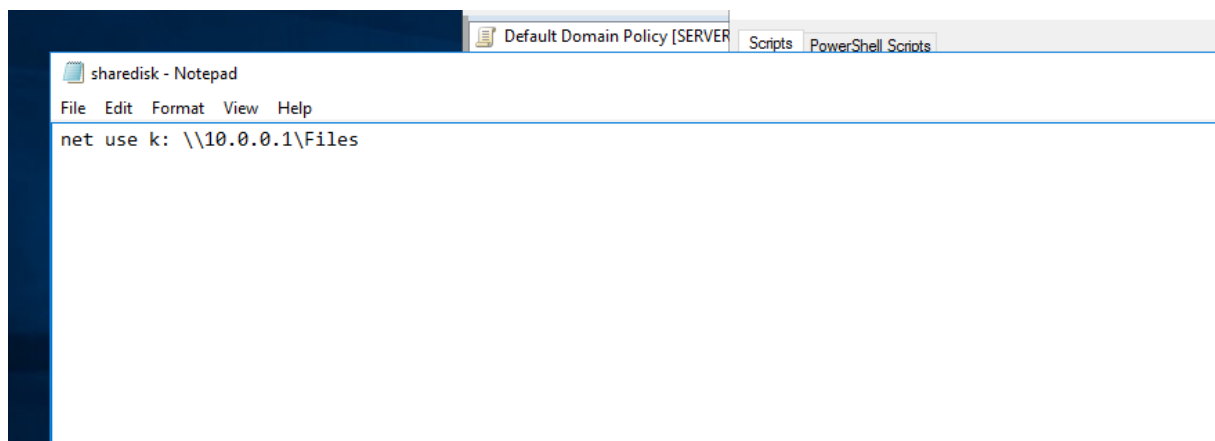 Default Domain Policy [SERVER
Scripts PowerShell Scripts
sharedisk - Notepad
File Edit Format View Help
net use k: \\10.0.0.1\Files